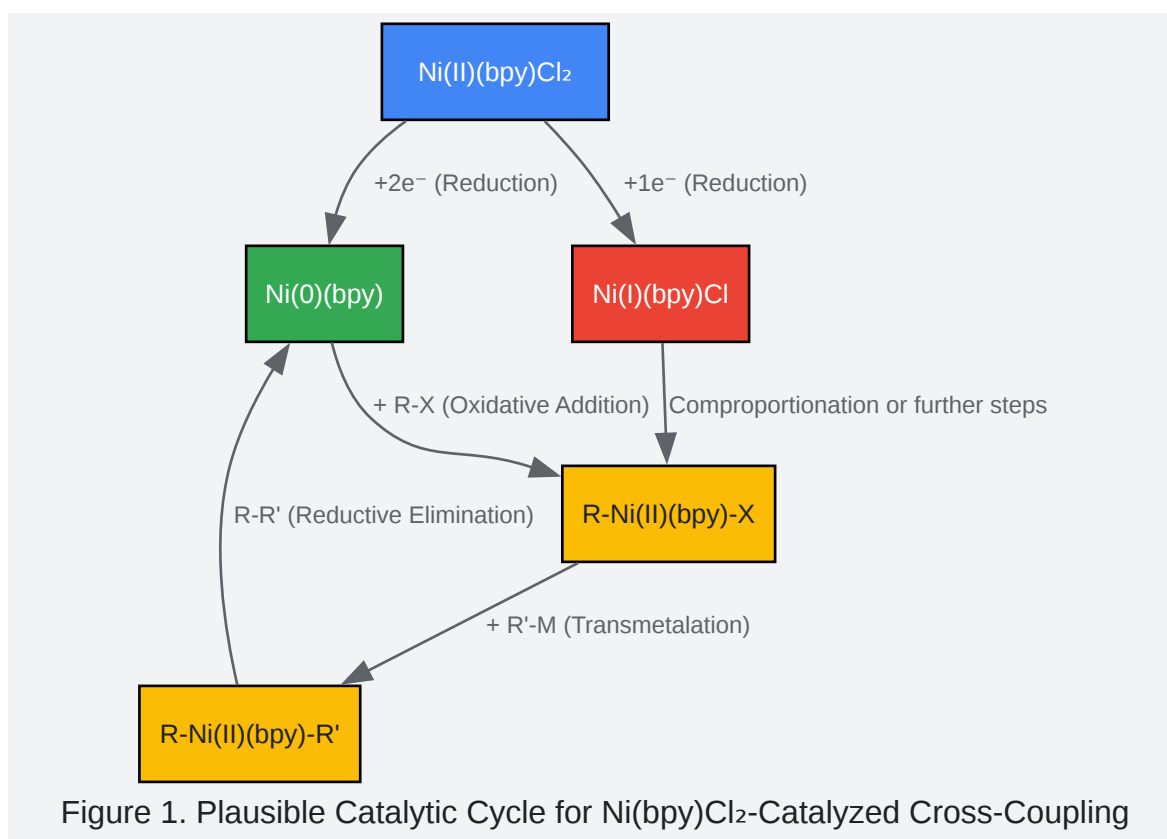 Ni(II)(bpy)Cl₂
+2e⁻ (Reduction)
+1e⁻ (Reduction)
Ni(0)(bpy)
Ni(I)(bpy)Cl
+ R-X (Oxidative Addition)
Comproportionation or further steps
R-R' (Reductive Elimination)
R-Ni(II)(bpy)-X
+ R'-M (Transmetalation)
R-Ni(II)(bpy)-R'
Figure 1. Plausible Catalytic Cycle for Ni(bpy)Cl₂-Catalyzed Cross-Coupling